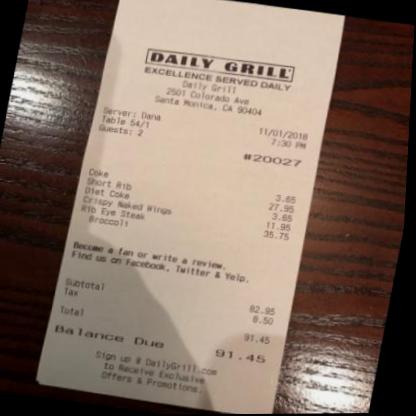 DAILY GRILL
EXCELLENCE SERVED DAILY
Daily Grill
2501 Colorado Ave
Santa Monica, CA 90404
Server: Dana 11/01/2018
Table 54/1 7:30 PM
Guests: 2
#20027
Coke 3.65
Short Rib 27.95
Diet Coke 3.65
Crispy Naked Wings 11.95
Rib Eye Steak 35.75
Broccoli
Become a fan or write a review.
Find us on Facebook, Twitter & Yelp.
Subtotal 82.95
Tax 8.50
Total 91.45
Balance Due 91.45
Sign up @ DailyGrill.com
to Receive Exclusive
Offers & Promotions.